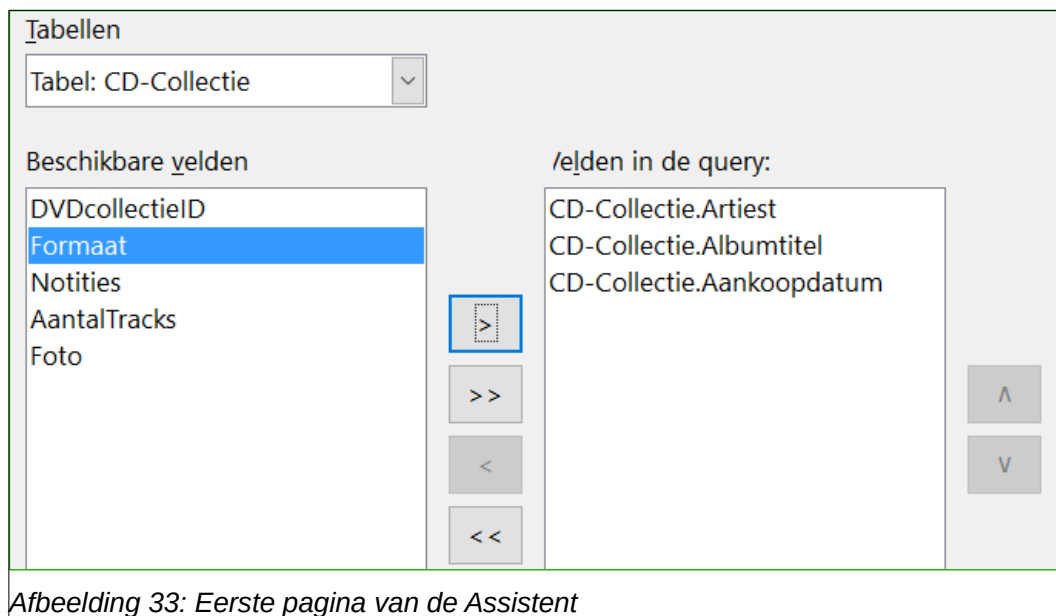 Tabellen
Tabel: CD-Collectie
Beschikbare velden
DVDcollectieID
Formaat
Notities
AantalTracks
Foto
>
>>
<
<<
Velden in de query:
CD-Collectie.Artiest
CD-Collectie.Albumtitel
CD-Collectie.Aankoopdatum
∧
∨
Afbeelding 33: Eerste pagina van de Assistent